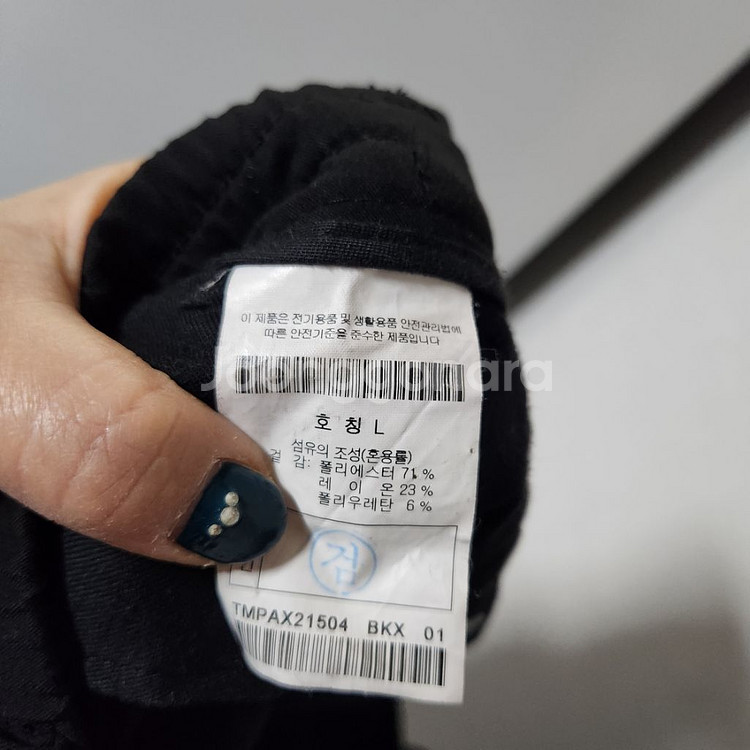 이 제품은 전기용품 및 생활용품 안전관리법에
따른 안전기준을 준수한 제품입니다
호 칭 L
섬유의 조성(혼용률)
겉 감: 폴리에스터 71 %
레 이 온 23 %
폴리우레탄 6 %
검
TMPAX21504 BKX 01